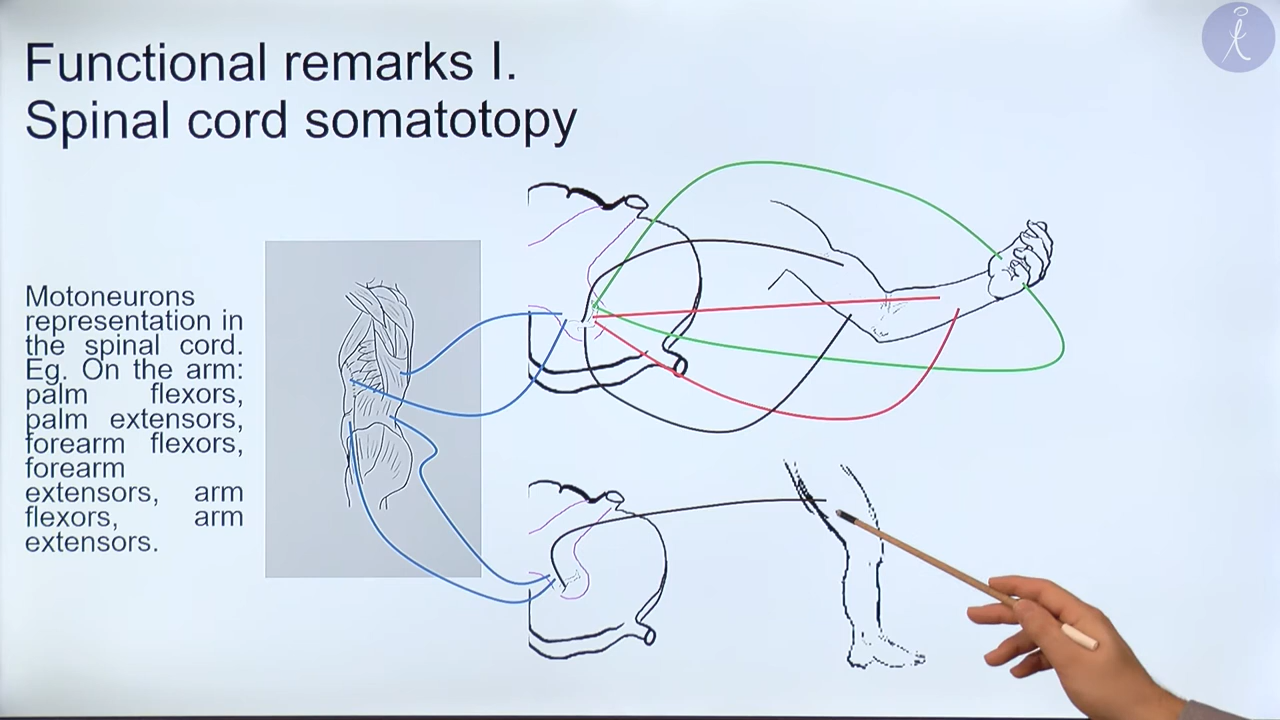 Functional remarks I.
Spinal cord somatotopy
Motoneurons
representation in
the spinal cord.
Eg. On the arm:
palm flexors,
palm extensors,
forearm flexors,
forearm
extensors, arm
flexors, arm
extensors.